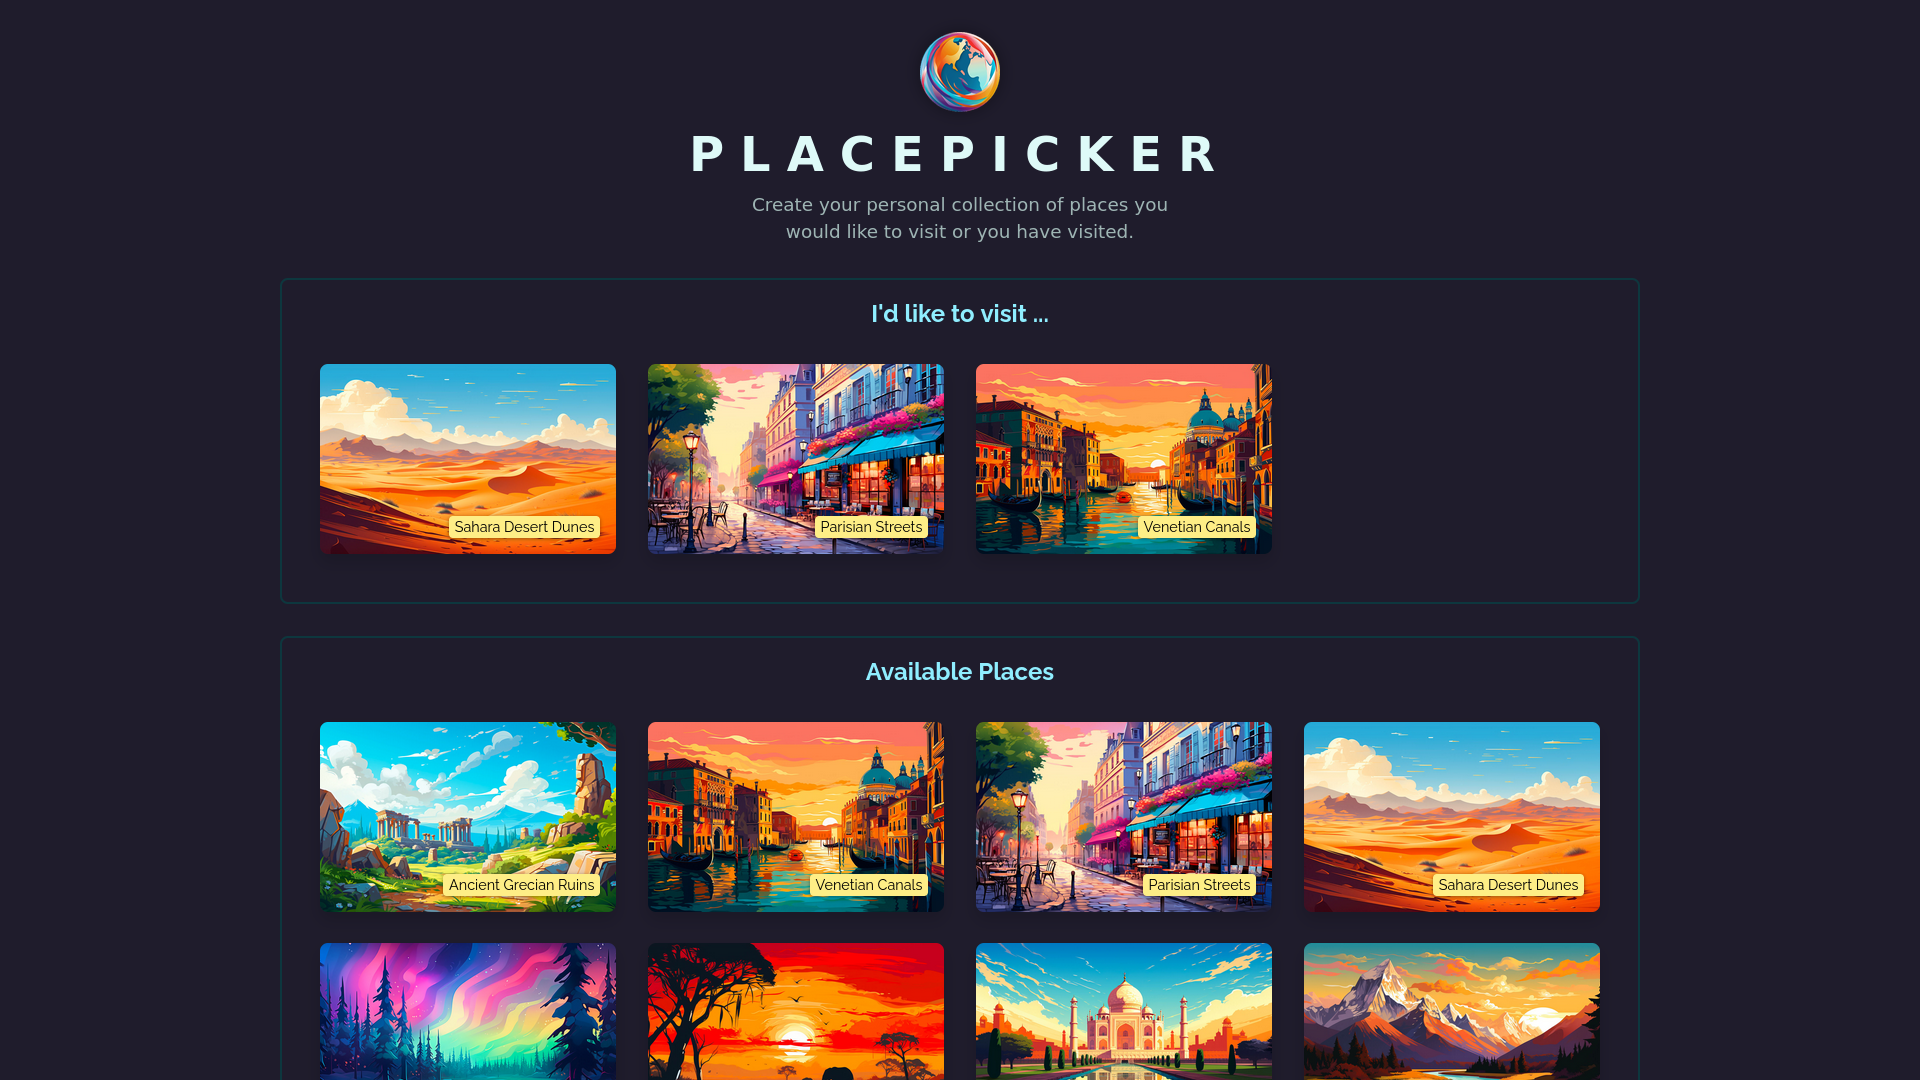 PLACEPICKER
Create your personal collection of places you
would like to visit or you have visited.
I'd like to visit ...
Sahara Desert Dunes
Parisian Streets
Venetian Canals
Available Places
Ancient Grecian Ruins
Venetian Canals
Parisian Streets
Sahara Desert Dunes